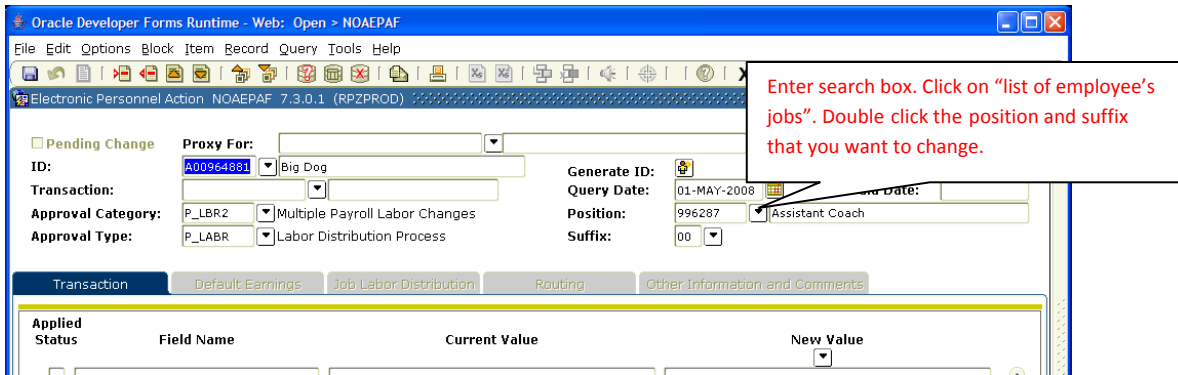 Oracle Developer Forms Runtime - Web: Open > NOAEPAF
File Edit Options Block Item Record Query Tools Help
Electronic Personnel Action NOAEPAF 7.3.0.1 (RPZPROD)
Enter search box. Click on “list of employee’s
jobs”. Double click the position and suffix
that you want to change.
Pending Change Proxy For:
ID: A00964881 Big Dog Generate ID:
Transaction: Query Date: 01-MAY-2008 Date:
Approval Category: P_LBR2 Multiple Payroll Labor Changes Position: 996287 Assistant Coach
Approval Type: P_LABR Labor Distribution Process Suffix: 00
Transaction Default Earnings Job Labor Distribution Routing Other Information and Comments
Applied
Status Field Name Current Value New Value